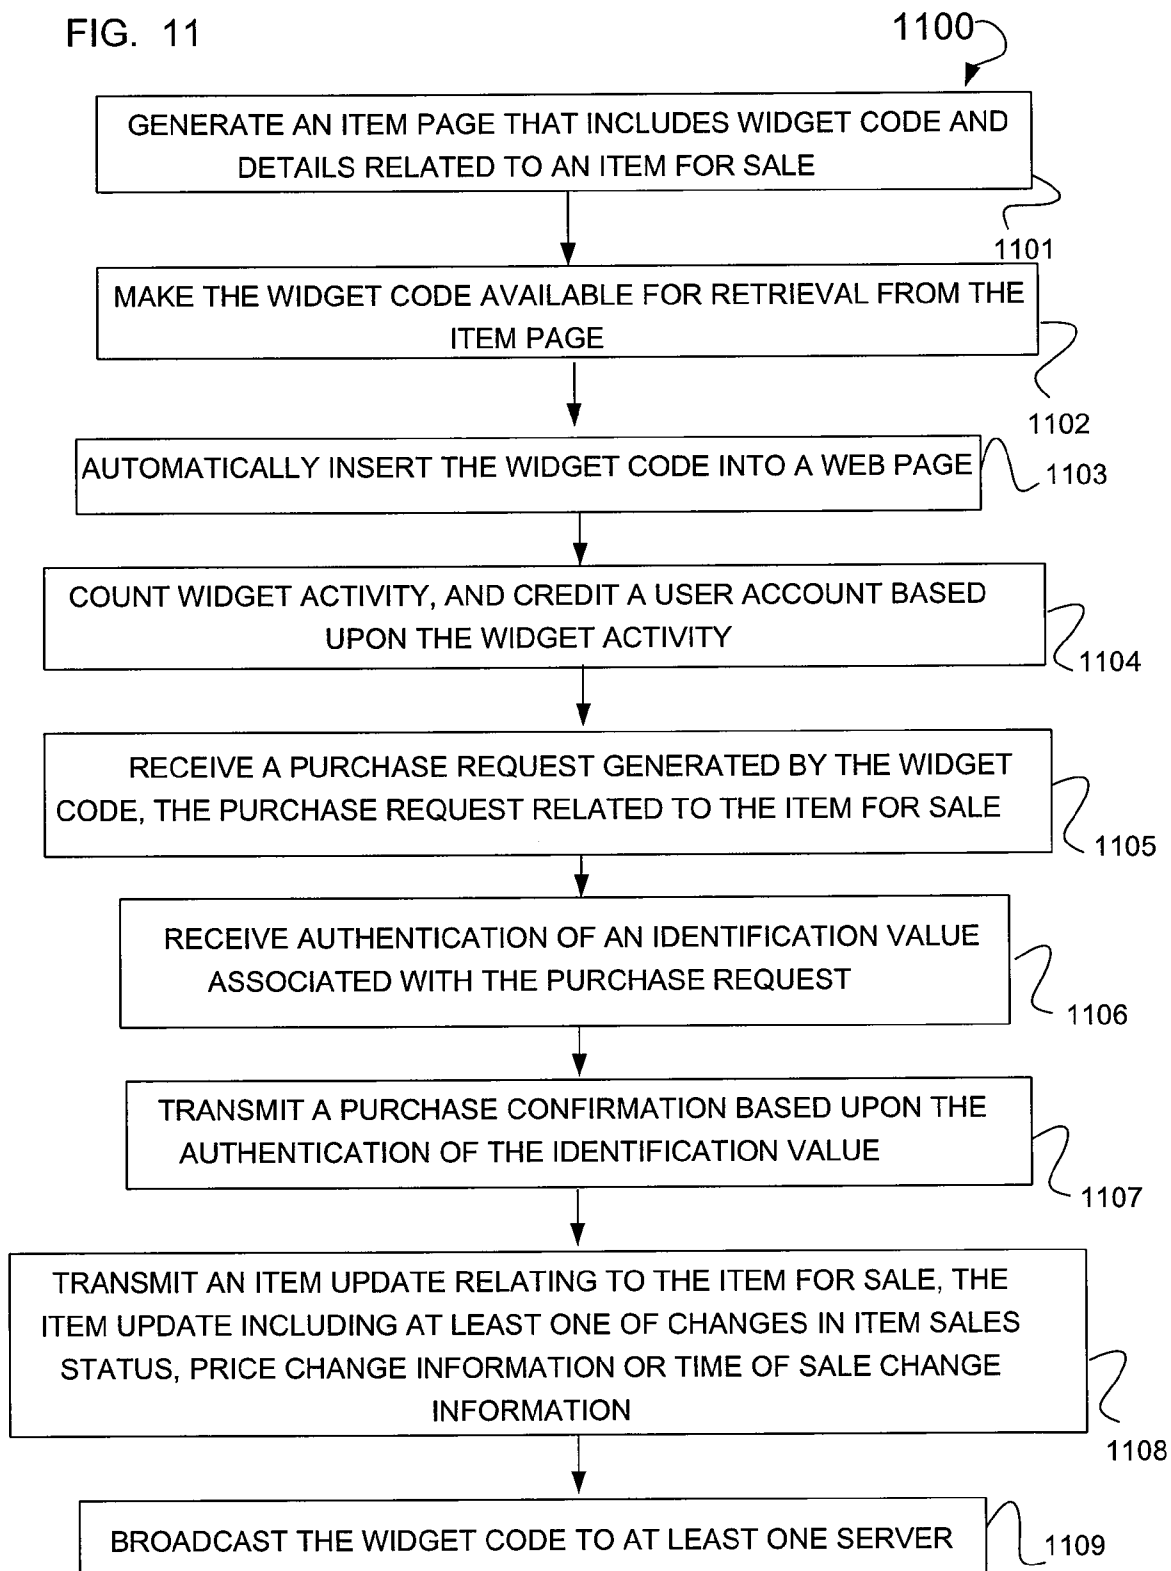 FIG. 11
1100
GENERATE AN ITEM PAGE THAT INCLUDES WIDGET CODE AND
DETAILS RELATED TO AN ITEM FOR SALE
1101
MAKE THE WIDGET CODE AVAILABLE FOR RETRIEVAL FROM THE
ITEM PAGE
1102
AUTOMATICALLY INSERT THE WIDGET CODE INTO A WEB PAGE
1103
COUNT WIDGET ACTIVITY, AND CREDIT A USER ACCOUNT BASED
UPON THE WIDGET ACTIVITY
1104
RECEIVE A PURCHASE REQUEST GENERATED BY THE WIDGET
CODE, THE PURCHASE REQUEST RELATED TO THE ITEM FOR SALE
1105
RECEIVE AUTHENTICATION OF AN IDENTIFICATION VALUE
ASSOCIATED WITH THE PURCHASE REQUEST
1106
TRANSMIT A PURCHASE CONFIRMATION BASED UPON THE
AUTHENTICATION OF THE IDENTIFICATION VALUE
1107
TRANSMIT AN ITEM UPDATE RELATING TO THE ITEM FOR SALE, THE
ITEM UPDATE INCLUDING AT LEAST ONE OF CHANGES IN ITEM SALES
STATUS, PRICE CHANGE INFORMATION OR TIME OF SALE CHANGE
INFORMATION
1108
BROADCAST THE WIDGET CODE TO AT LEAST ONE SERVER
1109